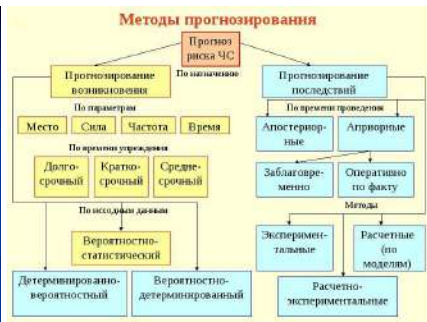 Методы прогнозирования
Прогноз
риска ЧС
По назначению
Прогнозирование
возникновения
Прогнозирование
последствий
По параметрам
Место
Сила
Частота
Время
По времени упреждения
Долго-
срочный
Кратко-
срочный
Средне-
срочный
По исходным данным
Вероятностно-
статистический
Детерминированно-
вероятностный
Вероятностно-
детерминированный
По времени проведения
Апостериор-
ные
Априорные
Заблаговре-
менно
Оперативно
по факту
Методы
Эксперимен-
тальные
Расчетные
(по
моделям)
Расчетно-
экспериментальные